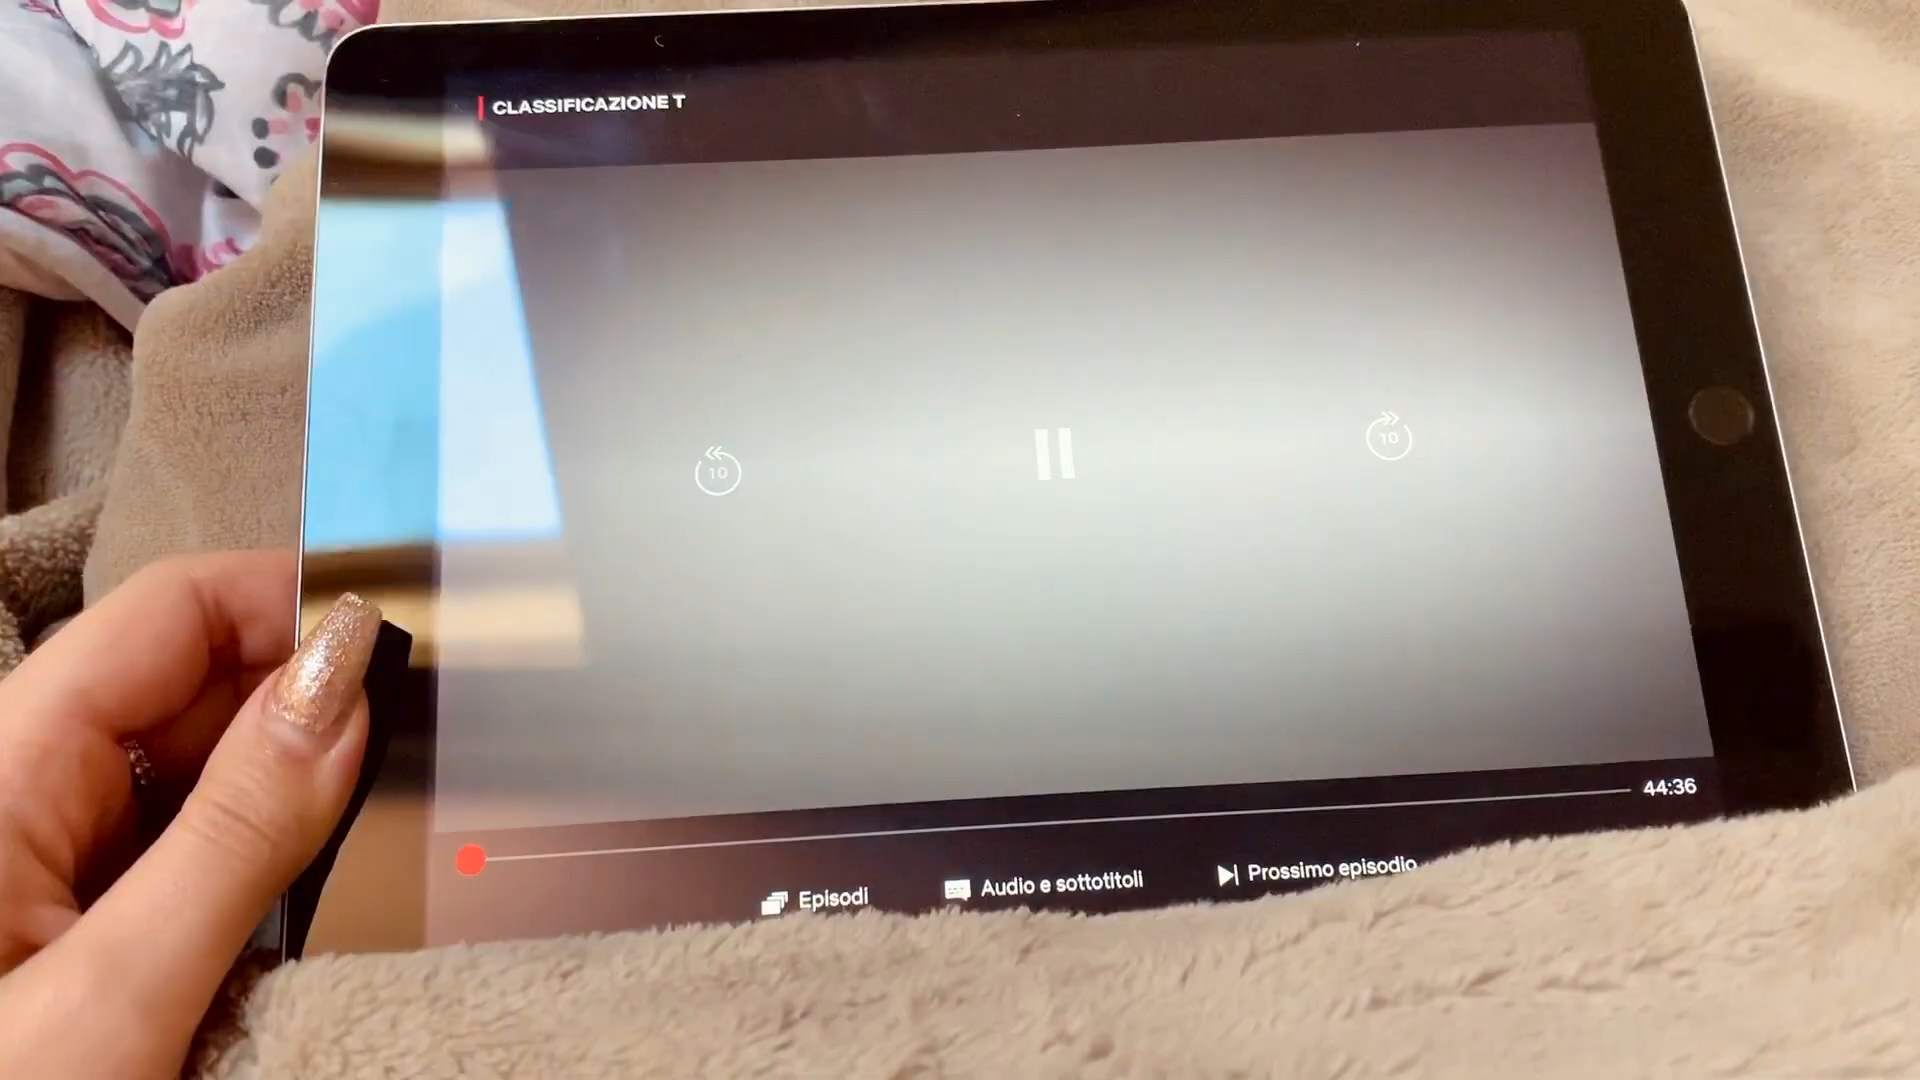 CLASSIFICAZIONE T
10
10
44:36
Episodi
Audio e sottotitoli
Prossimo episodio